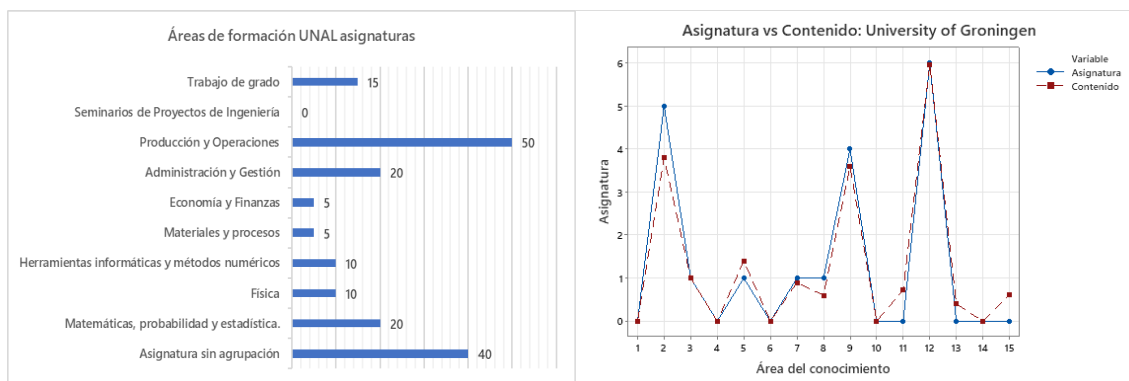 Áreas de formación UNAL asignaturas
Trabajo de grado 15
Seminarios de Proyectos de Ingeniería 0
Producción y Operaciones 50
Administración y Gestión 20
Economía y Finanzas 5
Materiales y procesos 5
Herramientas informáticas y métodos numéricos 10
Física 10
Matemáticas, probabilidad y estadística. 20
Asignatura sin agrupación 40
Asignatura vs Contenido: University of Groningen
Variable
Asignatura
Contenido
Asignatura
6
5
4
3
2
1
0
1 2 3 4 5 6 7 8 9 10 11 12 13 14 15
Área del conocimiento